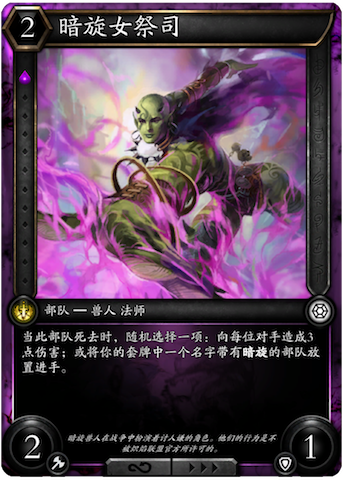 2 暗旋女祭司
部队 — 兽人 法师
当此部队死去时，随机选择一项：向每位对手造成3
点伤害；或将你的套牌中一个名字带有暗旋的部队放
置进手。
暗旋兽人在战争中扮演着讨人嫌的角色。他们的行为是不
被炽焰联盟官方所许可的。
2 1